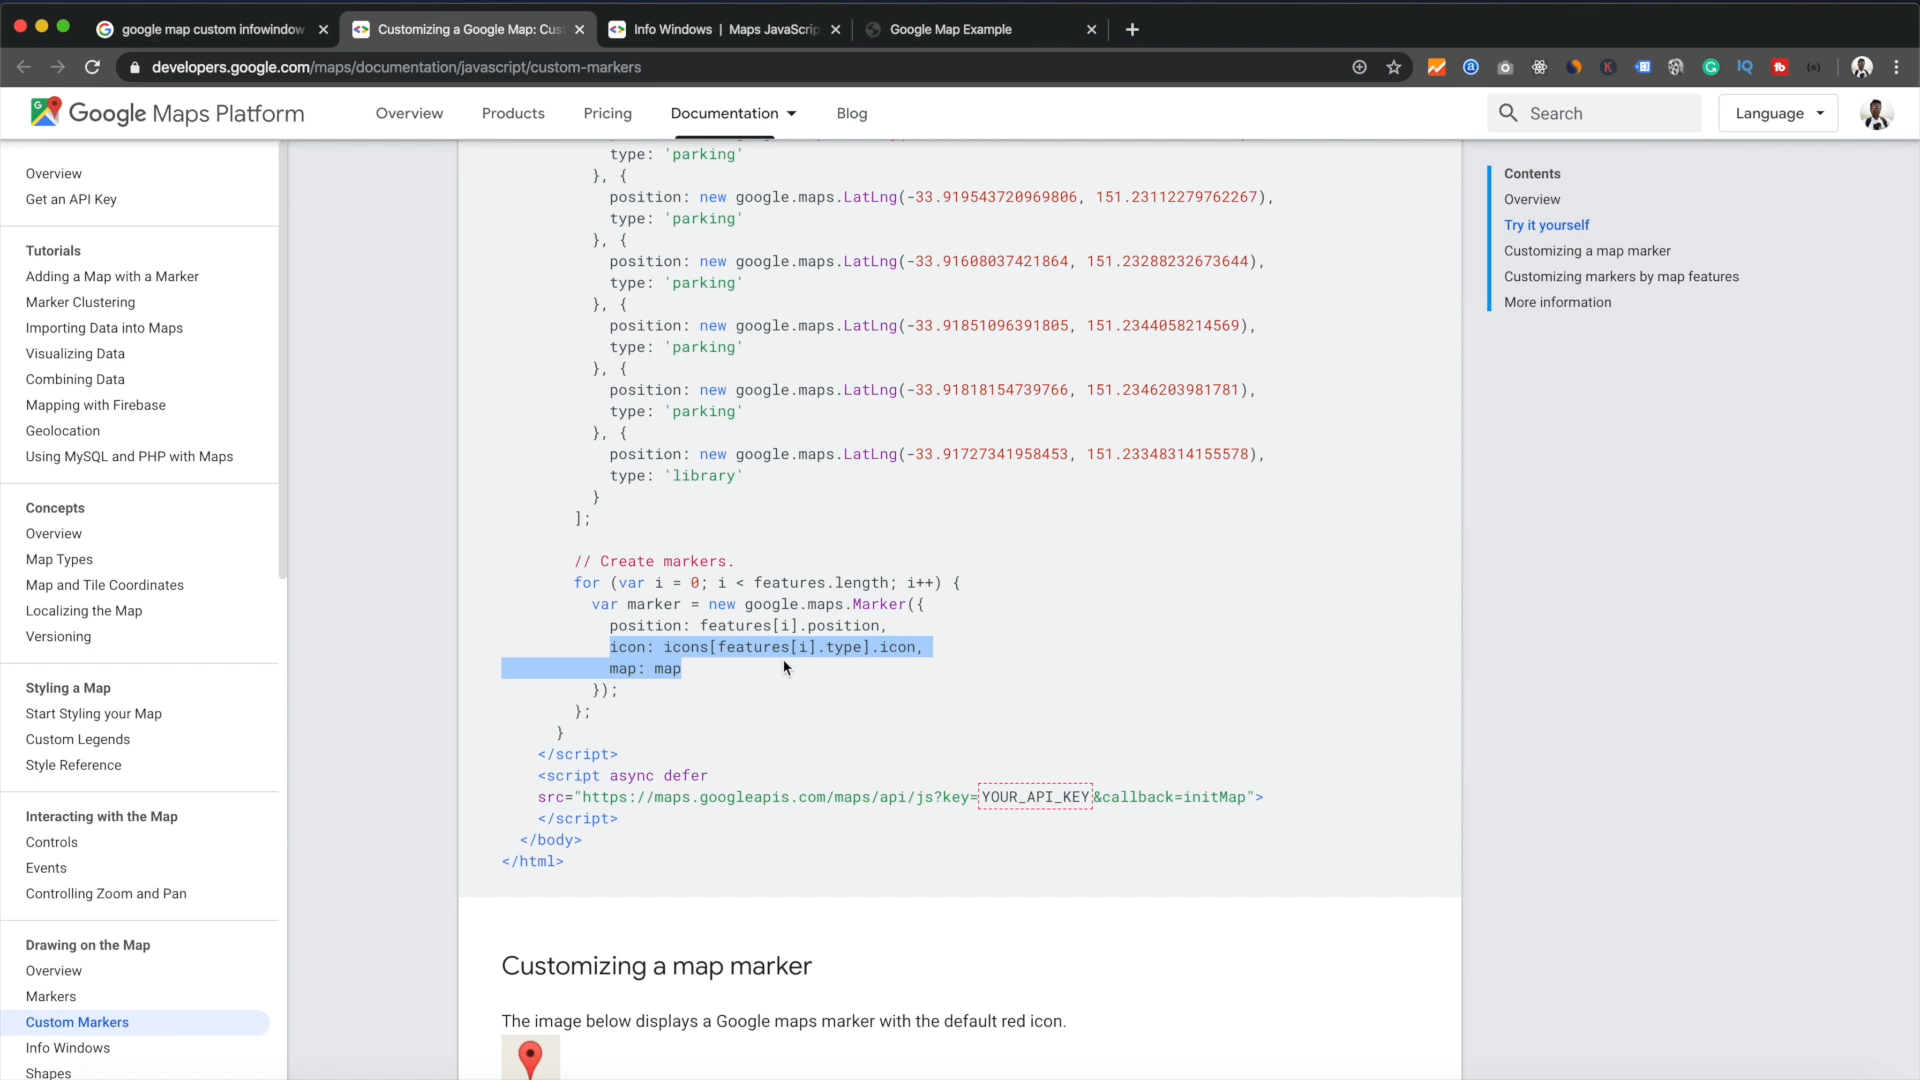 google map custom infowindow
Customizing a Google Map: Cus
Info Windows | Maps JavaScrip
Google Map Example
developers.google.com/maps/documentation/javascript/custom-markers
Google Maps Platform
Overview
Products
Pricing
Documentation
Blog
Search
Language
Overview
Get an API Key
Tutorials
Adding a Map with a Marker
Marker Clustering
Importing Data into Maps
Visualizing Data
Combining Data
Mapping with Firebase
Geolocation
Using MySQL and PHP with Maps
Concepts
Overview
Map Types
Map and Tile Coordinates
Localizing the Map
Versioning
Styling a Map
Start Styling your Map
Custom Legends
Style Reference
Interacting with the Map
Controls
Events
Controlling Zoom and Pan
Drawing on the Map
Overview
Markers
Custom Markers
Info Windows
Shapes
type: 'parking'
}, {
position: new google.maps.LatLng(-33.919543720969806, 151.23112279762267),
type: 'parking'
}, {
position: new google.maps.LatLng(-33.91608037421864, 151.23288232673644),
type: 'parking'
}, {
position: new google.maps.LatLng(-33.91851096391805, 151.2344058214569),
type: 'parking'
}, {
position: new google.maps.LatLng(-33.91818154739766, 151.2346203981781),
type: 'parking'
}, {
position: new google.maps.LatLng(-33.91727341958453, 151.23348314155578),
type: 'library'
}
];
// Create markers.
for (var i = 0; i < features.length; i++) {
var marker = new google.maps.Marker({
position: features[i].position,
icon: icons[features[i].type].icon,
map: map
});
};
}
</script>
<script async defer
src="https://maps.googleapis.com/maps/api/js?key=YOUR_API_KEY&callback=initMap">
</script>
</body>
</html>
Customizing a map marker
The image below displays a Google maps marker with the default red icon.
Contents
Overview
Try it yourself
Customizing a map marker
Customizing markers by map features
More information